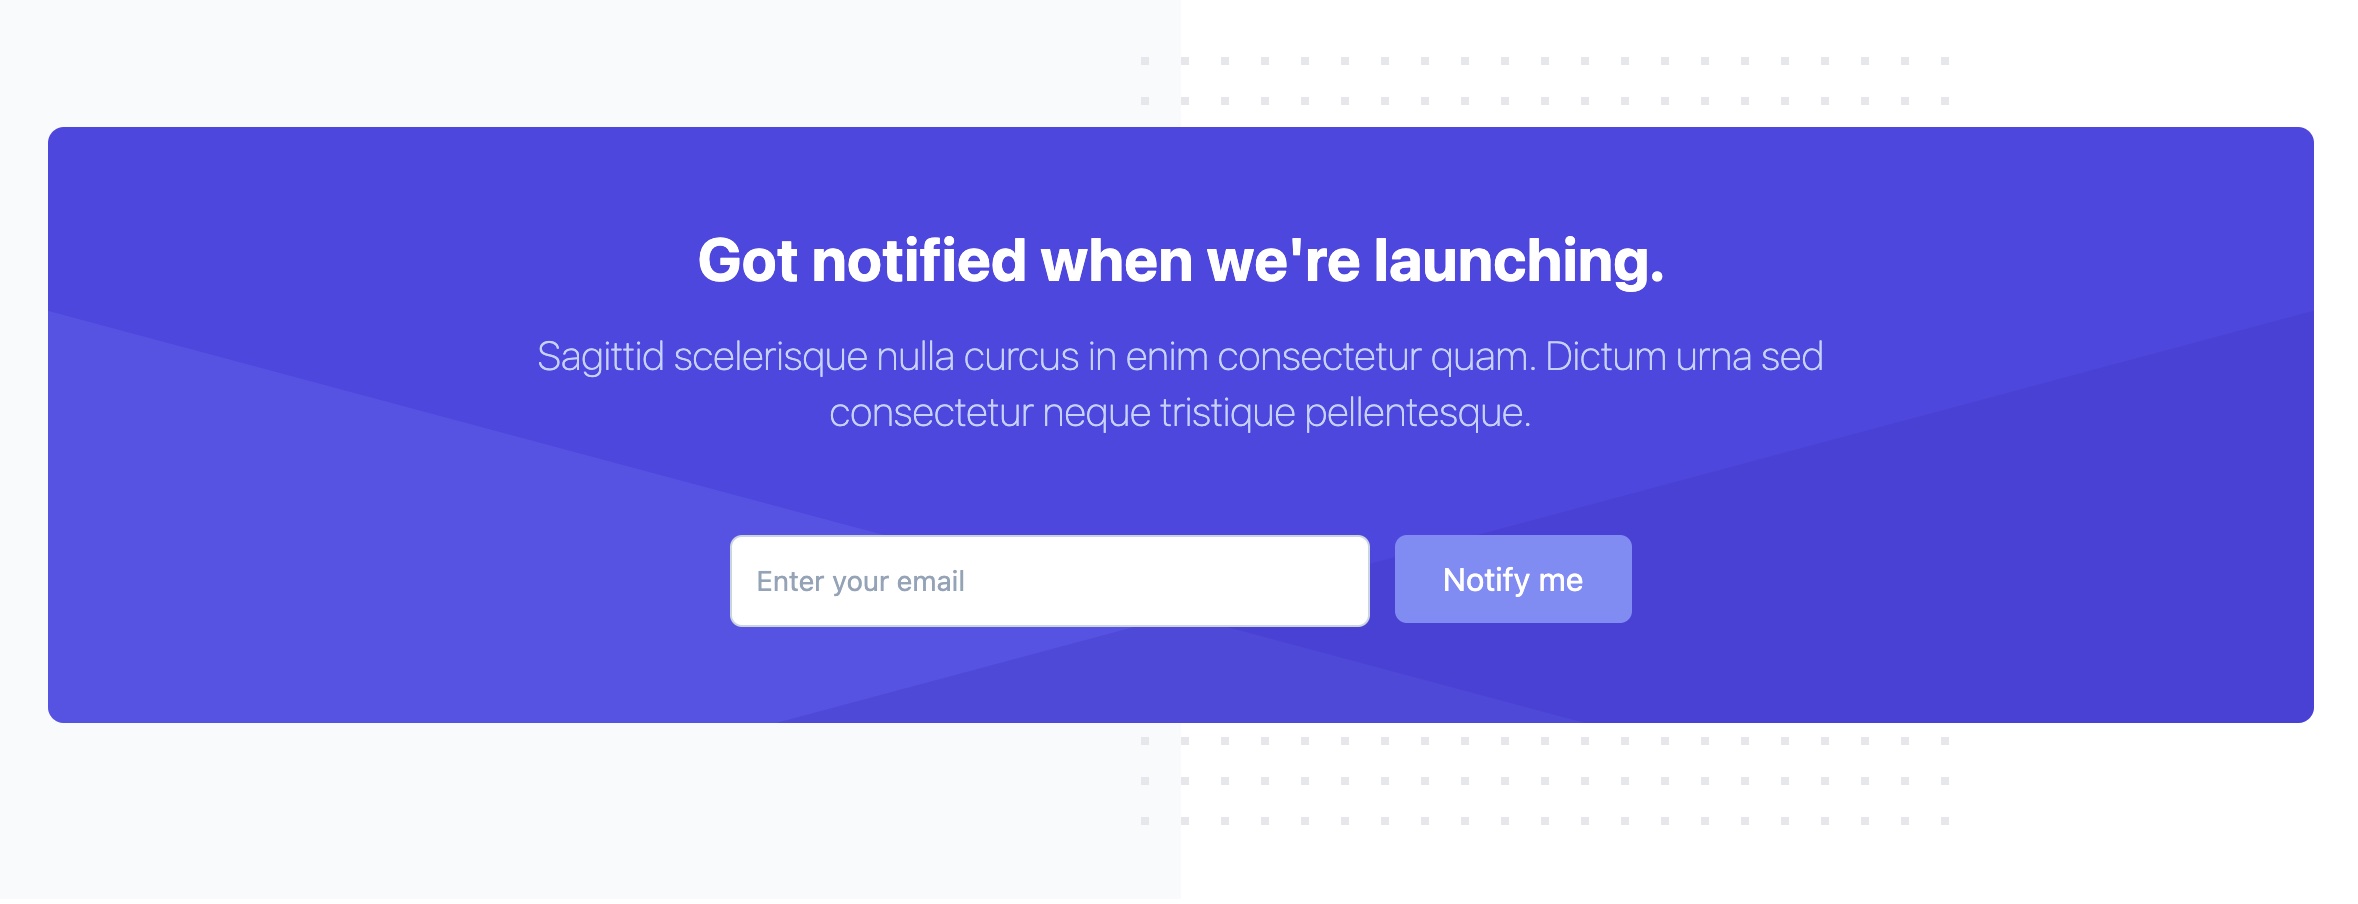 Got notified when we're launching.
Sagittid scelerisque nulla curcus in enim consectetur quam. Dictum urna sed
consectetur neque tristique pellentesque.
Enter your email
Notify me